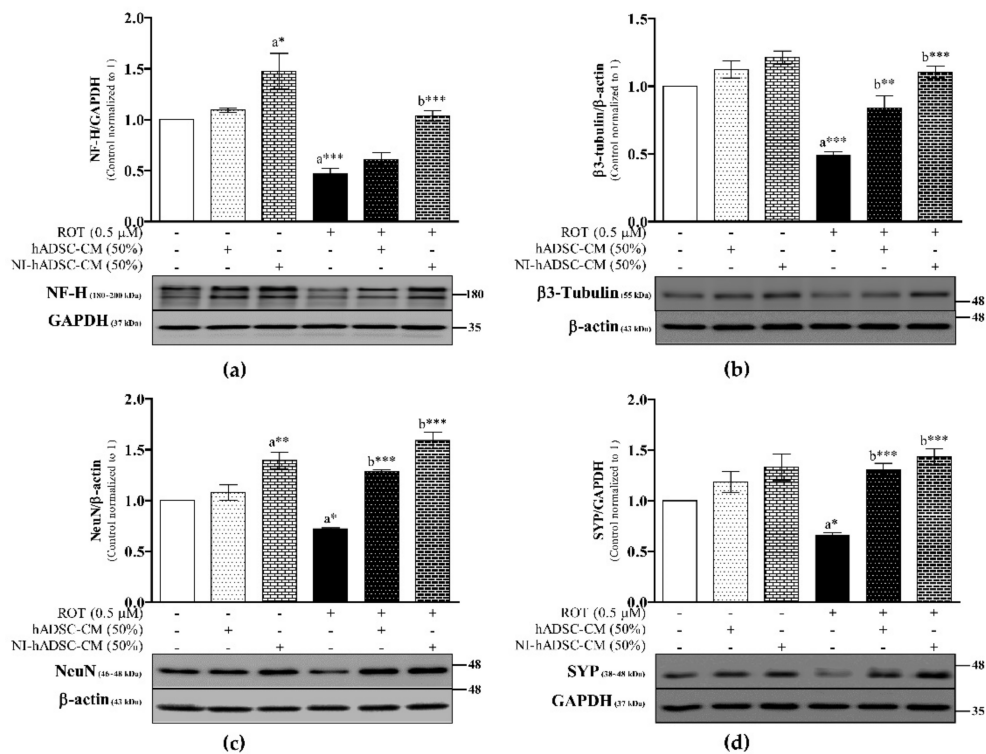 2.0
1.5
1.0
0.5
0.0
NF-H/GAPDH
(Control normalized to 1)
a*
a***
b***
ROT (0.5 µM) - - - + + +
hADSC-CM (50%) - + - - + -
NI-hADSC-CM (50%) - - + - - +
NF-H (180~200 kDa)
180
GAPDH (37 kDa)
35
(a)
1.5
1.0
0.5
0.0
β3-tubulin/β-actin
(Control normalized to 1)
a***
b**
b***
ROT (0.5 µM) - - - + + +
hADSC-CM (50%) - + - - + -
NI-hADSC-CM (50%) - - + - - +
β3-Tubulin (55 kDa)
48
48
β-actin (43 kDa)
(b)
2.0
1.5
1.0
0.5
0.0
NeuN/β-actin
(Control normalized to 1)
a**
a*
b***
b***
ROT (0.5 µM) - - - + + +
hADSC-CM (50%) - + - - + -
NI-hADSC-CM (50%) - - + - - +
NeuN (46~48 kDa)
48
48
β-actin (43 kDa)
(c)
2.0
1.5
1.0
0.5
0.0
SYP/GAPDH
(Control normalized to 1)
a*
b***
b***
ROT (0.5 µM) - - - + + +
hADSC-CM (50%) - + - - + -
NI-hADSC-CM (50%) - - + - - +
SYP (38~48 kDa)
48
GAPDH (37 kDa)
35
(d)